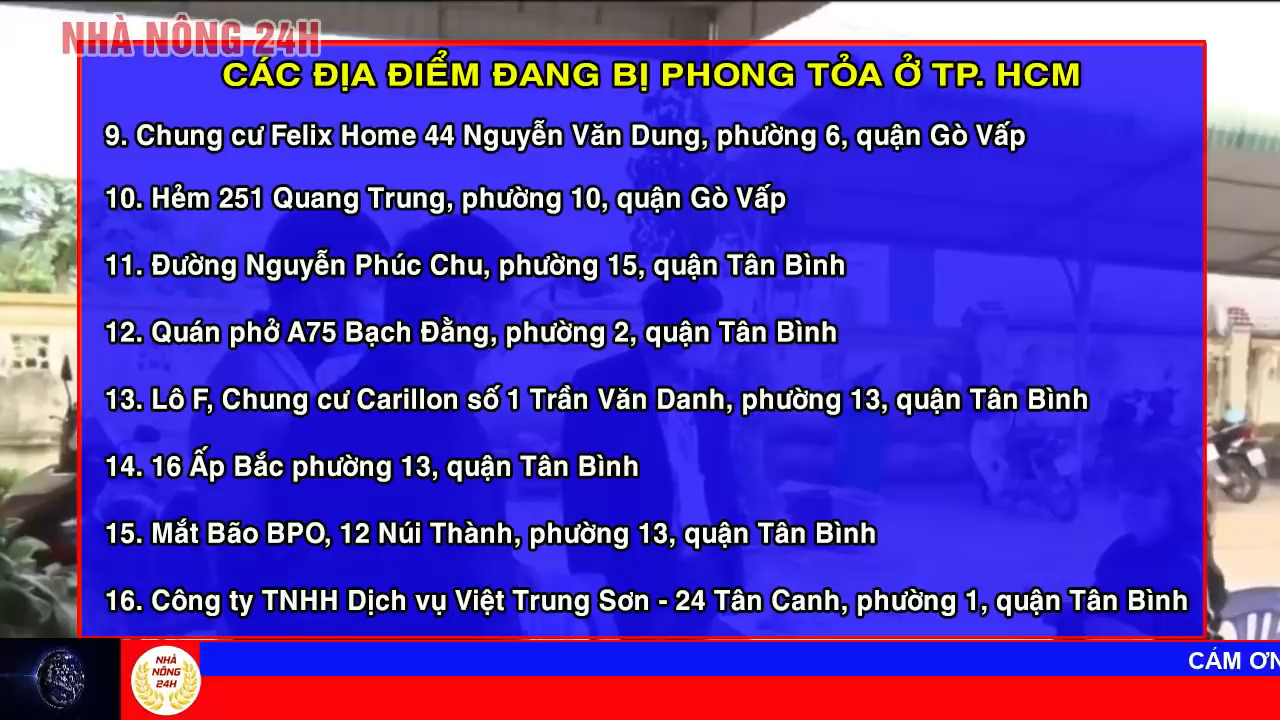 NHÀ NÔNG 24H
CÁC ĐỊA ĐIỂM ĐANG BỊ PHONG TỎA Ở TP. HCM
9. Chung cư Felix Home 44 Nguyễn Văn Dung, phường 6, quận Gò Vấp
10. Hẻm 251 Quang Trung, phường 10, quận Gò Vấp
11. Đường Nguyễn Phúc Chu, phường 15, quận Tân Bình
12. Quán phở A75 Bạch Đằng, phường 2, quận Tân Bình
13. Lô F, Chung cư Carillon số 1 Trần Văn Danh, phường 13, quận Tân Bình
14. 16 Ấp Bắc phường 13, quận Tân Bình
15. Mắt Bão BPO, 12 Núi Thành, phường 13, quận Tân Bình
16. Công ty TNHH Dịch vụ Việt Trung Sơn - 24 Tân Canh, phường 1, quận Tân Bình
CÁM ƠN
NHÀ
NÔNG
24H